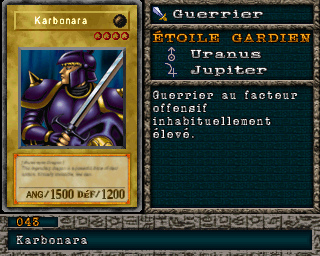 Karbonara
ANG/1500 DÉF/1200
Guerrier
ÉTOILE GARDIEN
Uranus
Jupiter
Guerrier au facteur
offensif
inhabituellement
élevé.
043
Karbonara